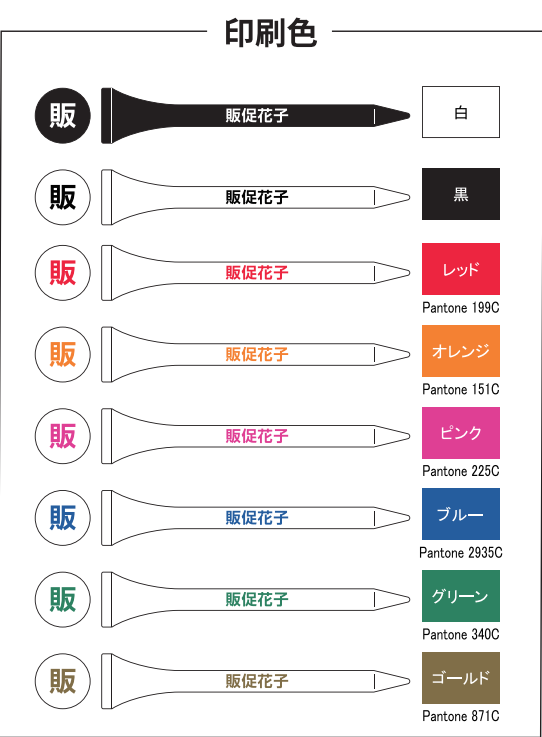 印刷色
販 販促花子 白
販 販促花子 黒
販 販促花子 レッド
Pantone 199C
販 販促花子 オレンジ
Pantone 151C
販 販促花子 ピンク
Pantone 225C
販 販促花子 ブルー
Pantone 2935C
販 販促花子 グリーン
Pantone 340C
販 販促花子 ゴールド
Pantone 871C